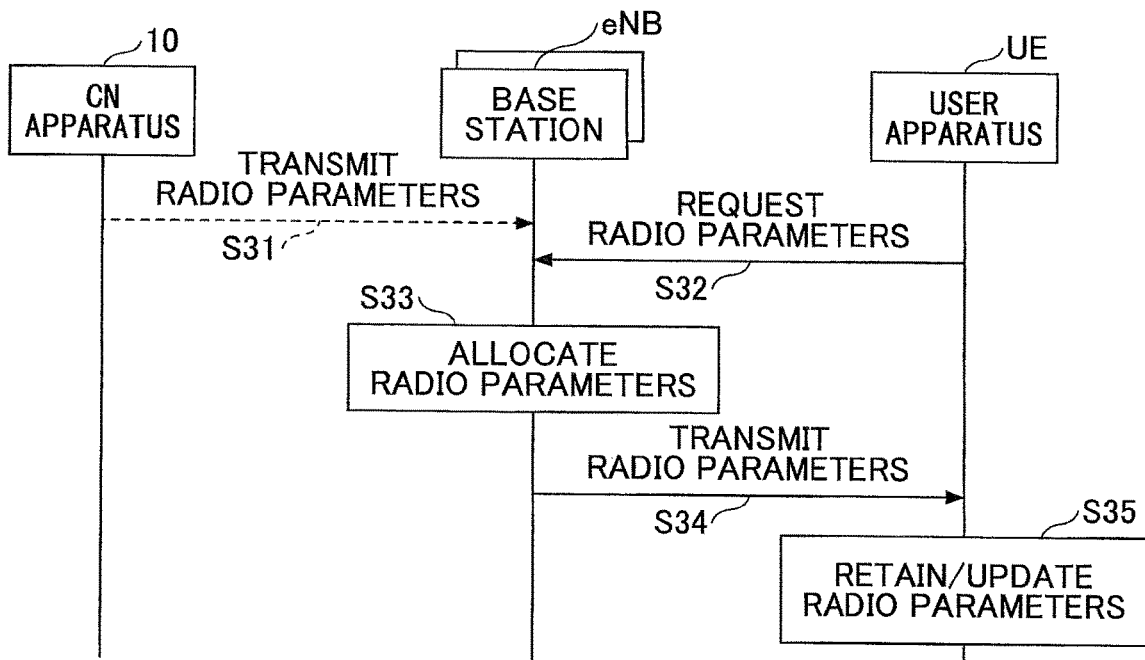 10
eNB
UE
CN
APPARATUS
BASE
STATION
USER
APPARATUS
TRANSMIT
RADIO PARAMETERS
S31
REQUEST
RADIO PARAMETERS
S32
S33
ALLOCATE
RADIO PARAMETERS
TRANSMIT
RADIO PARAMETERS
S34
S35
RETAIN/UPDATE
RADIO PARAMETERS